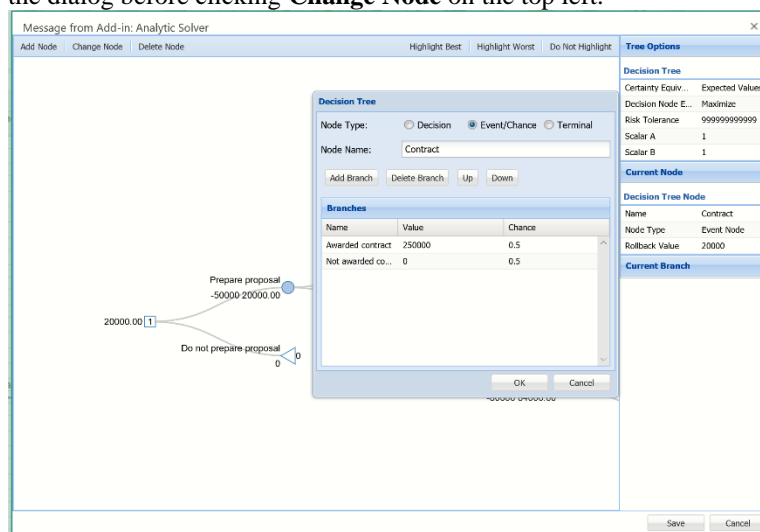 the dialog before clicking Change Node on the top left.
Message from Add-in: Analytic Solver
Add Node Change Node Delete Node Highlight Best Highlight Worst Do Not Highlight
Tree Options
Decision Tree
Certainty Equiv... Expected Values
Decision Node E... Maximize
Risk Tolerance 999999999999
Scalar A 1
Scalar B 1
Current Node
Decision Tree Node
Name Contract
Node Type Event Node
Rollback Value 20000
Current Branch
Decision Tree
Node Type: Decision Event/Chance Terminal
Node Name: Contract
Add Branch Delete Branch Up Down
Branches
Name Value Chance
Awarded contract 250000 0.5
Not awarded co... 0 0.5
OK Cancel
Prepare proposal
-50000 20000.00
20000.00 1
Do not prepare proposal
0
0
Save Cancel